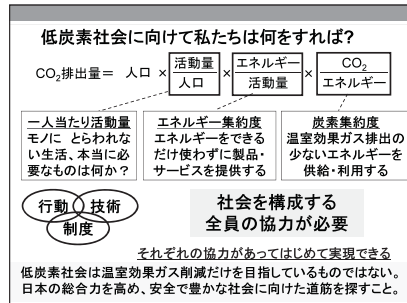 低炭素社会に向けて私たちは何をすれば?
CO2排出量= 人口 × 活動量/人口 × エネルギー/活動量 × CO2/エネルギー
一人当たり活動量
モノに とらわれな
い生活、本当に必
要なものは何か?
エネルギー集約度
エネルギーをできる
だけ使わずに製品・
サービスを提供する
炭素集約度
温室効果ガス排出の
少ないエネルギーを
供給・利用する
行動
技術
制度
社会を構成する
全員の協力が必要
それぞれの協力があってはじめて実現できる
低炭素社会は温室効果ガス削減だけを目指しているものではない。
日本の総合力を高め、安全で豊かな社会に向けた道筋を探すこと。